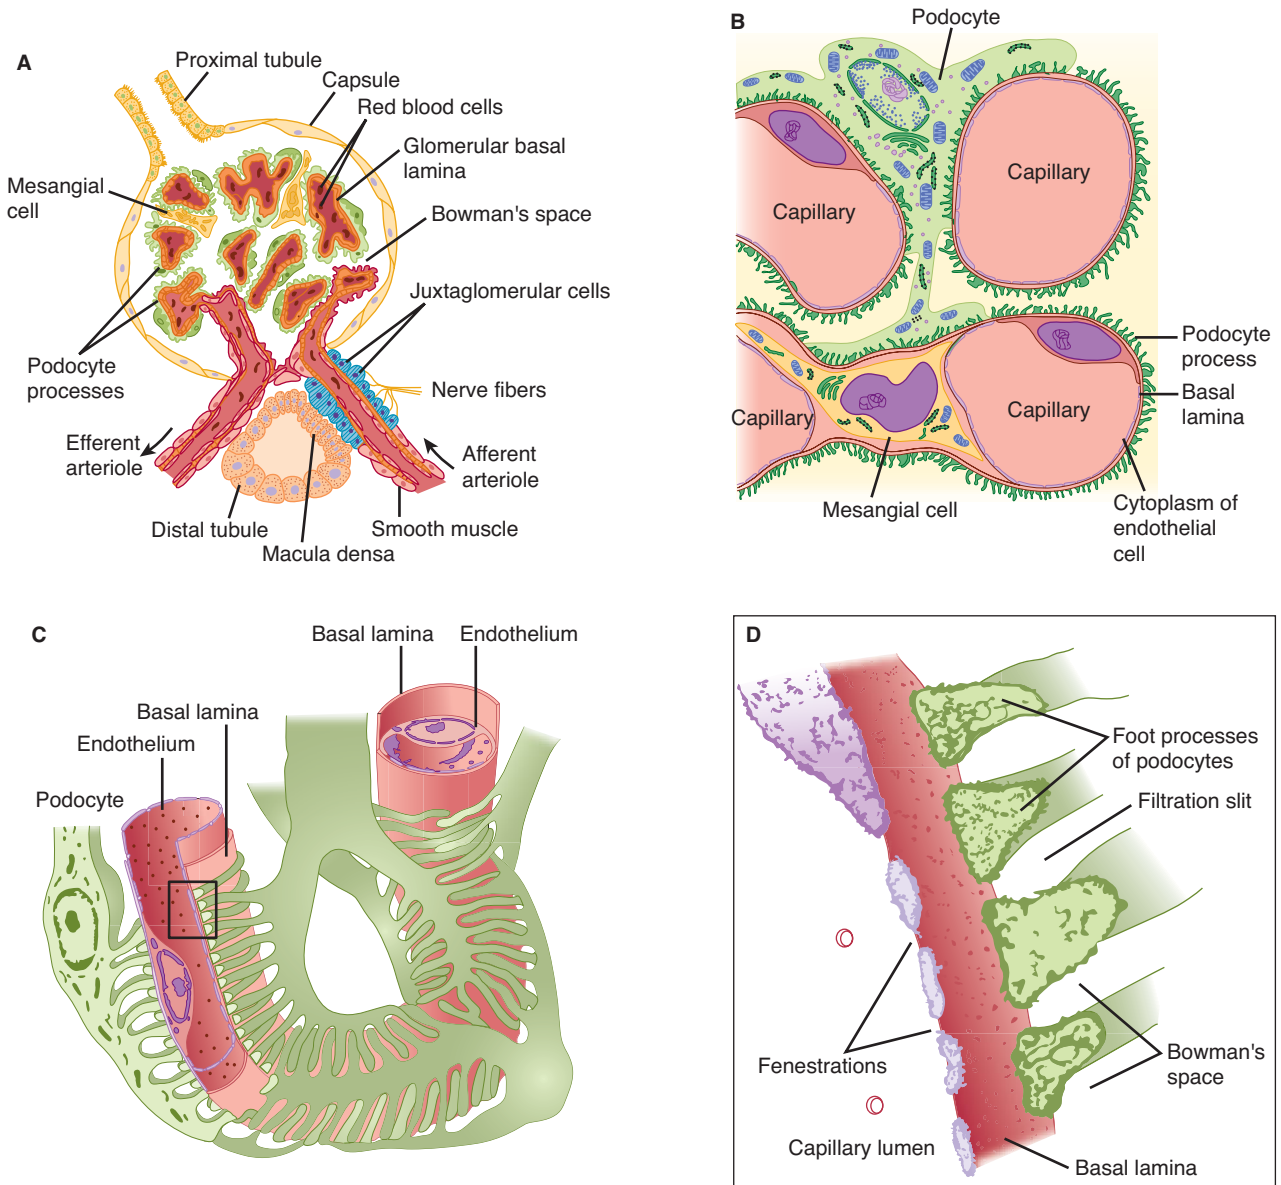 A
Proximal tubule
Capsule
Red blood cells
Glomerular basal
lamina
Mesangial
cell
Bowman's space
Juxtaglomerular cells
Podocyte
processes
Nerve fibers
Efferent
arteriole
Afferent
arteriole
Distal tubule
Smooth muscle
Macula densa
B
Podocyte
Capillary
Capillary
Podocyte
process
Basal
lamina
Capillary
Capillary
Mesangial cell
Cytoplasm of
endothelial
cell
C
Basal lamina
Endothelium
Basal lamina
Endothelium
Podocyte
D
Foot processes
of podocytes
Filtration slit
Fenestrations
Bowman's
space
Capillary lumen
Basal lamina